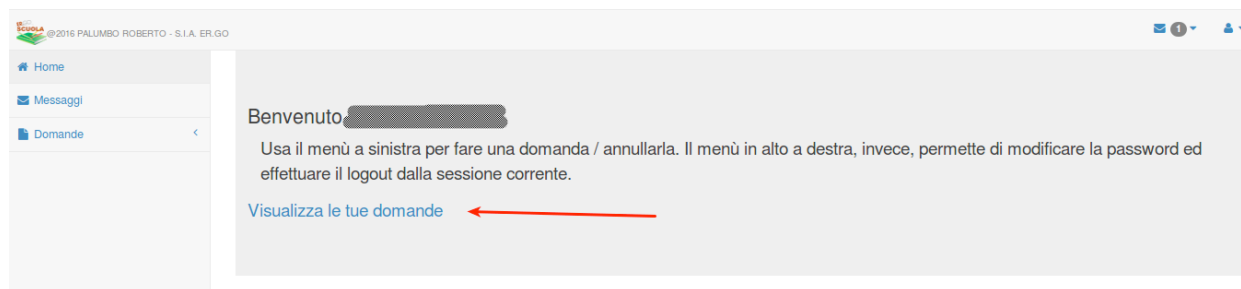 SCUOLA @2016 PALUMBO ROBERTO - S.I.A. ER.GO
1
Home
Messaggi
Domande
Benvenuto
Usa il menù a sinistra per fare una domanda / annullarla. Il menù in alto a destra, invece, permette di modificare la password ed
effettuare il logout dalla sessione corrente.
Visualizza le tue domande